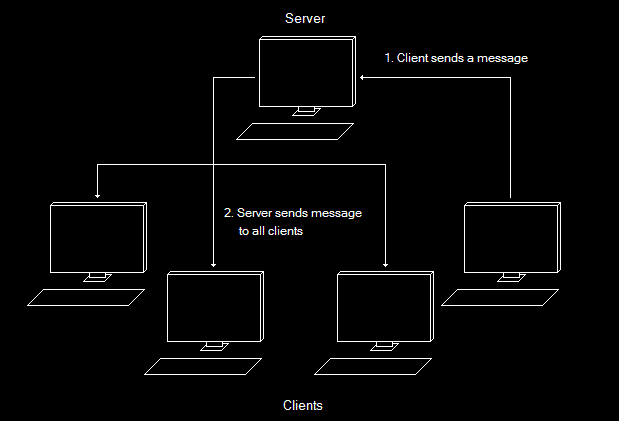 Server
1. Client sends a message
2. Server sends message
to all clients
Clients